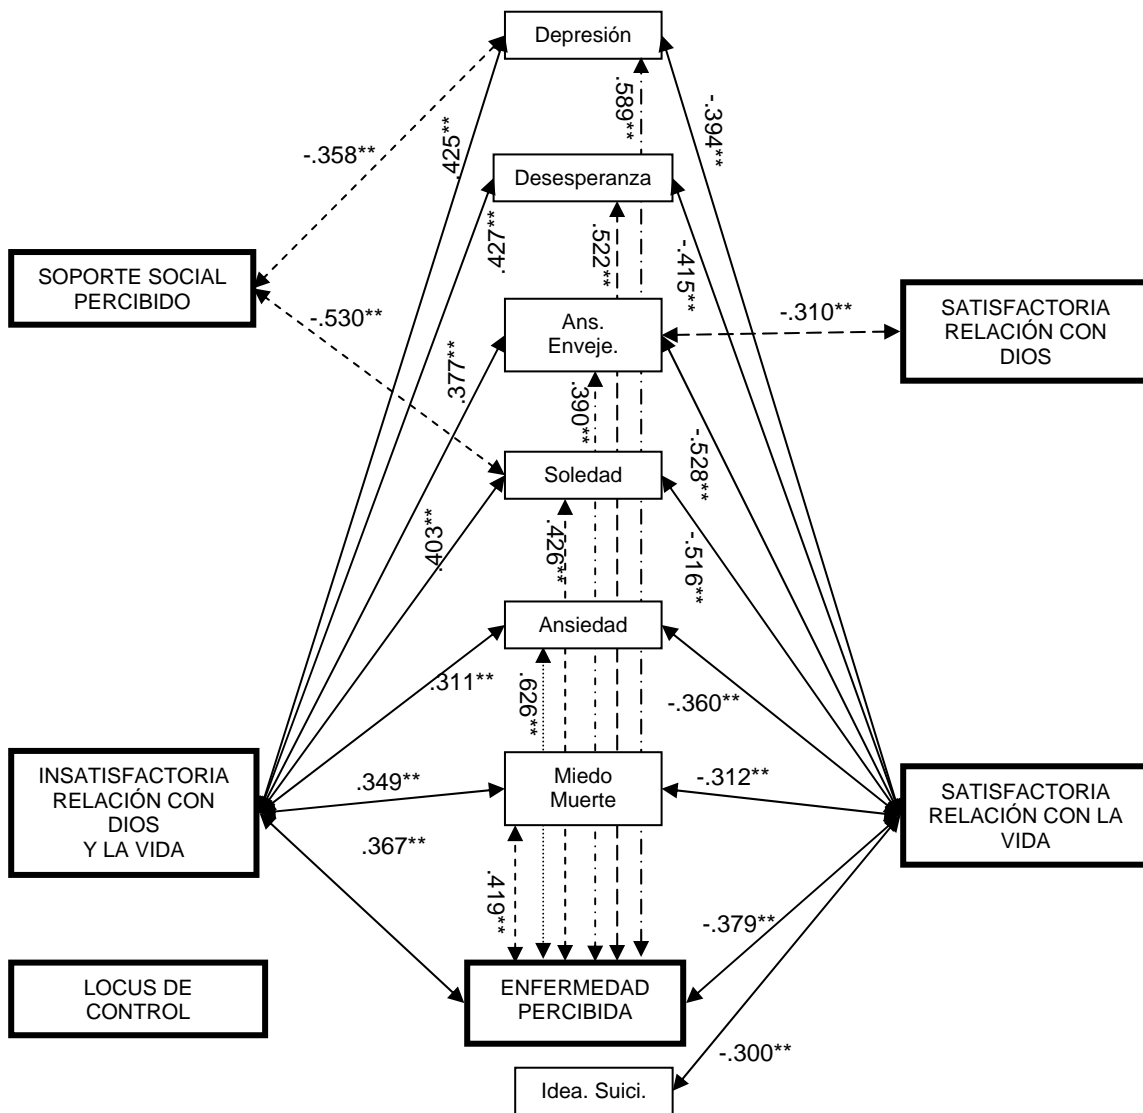 Depresión
.589**
-.394**
.425**
-.358**
Desesperanza
.427**
.522**
-.415**
SOPORTE SOCIAL
PERCIBIDO
-.530**
Ans.
Enveje.
-.310**
SATISFACTORIA
RELACIÓN CON
DIOS
.377**
.390**
-.528**
Soledad
.403**
.426**
-.516**
Ansiedad
.311**
.626**
-.360**
INSATISFACTORIA
RELACIÓN CON
DIOS
Y LA VIDA
.349**
Miedo
Muerte
-.312**
SATISFACTORIA
RELACIÓN CON LA
VIDA
.367**
.419**
-.379**
LOCUS DE
CONTROL
ENFERMEDAD
PERCIBIDA
-.300**
Idea. Suici.